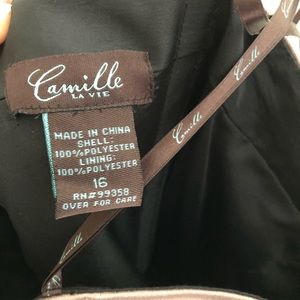 Camille
LA VIE
MADE IN CHINA
SHELL:
100%POLYESTER
LINING:
100%POLYESTER
16
RN#99358
OVER FOR CARE
Camille
Camille
Camille